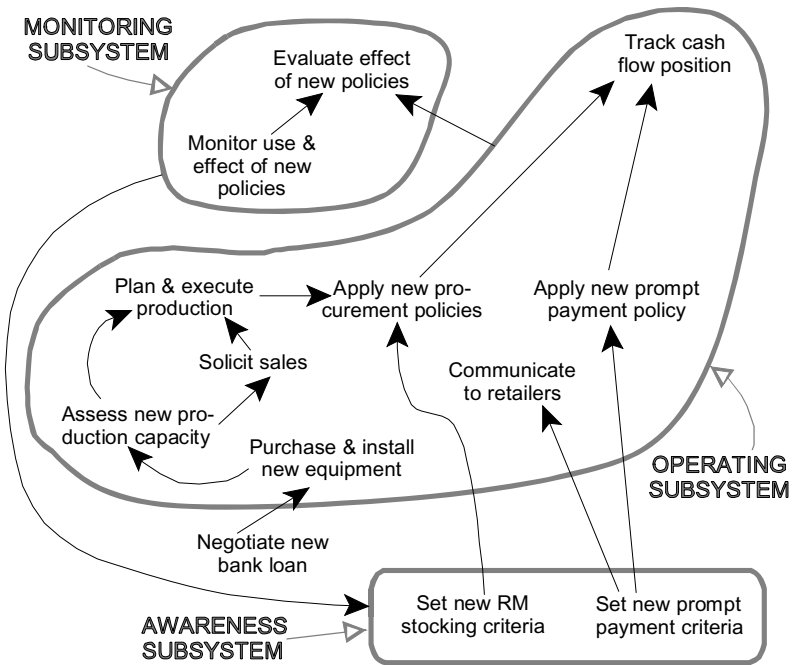 MONITORING
SUBSYSTEM
Evaluate effect
of new policies
Monitor use &
effect of new
policies
Track cash
flow position
Plan & execute
production
Apply new pro-
curement policies
Apply new prompt
payment policy
Solicit sales
Communicate
to retailers
Assess new pro-
duction capacity
Purchase & install
new equipment
OPERATING
SUBSYSTEM
Negotiate new
bank loan
AWARENESS
SUBSYSTEM
Set new RM
stocking criteria
Set new prompt
payment criteria